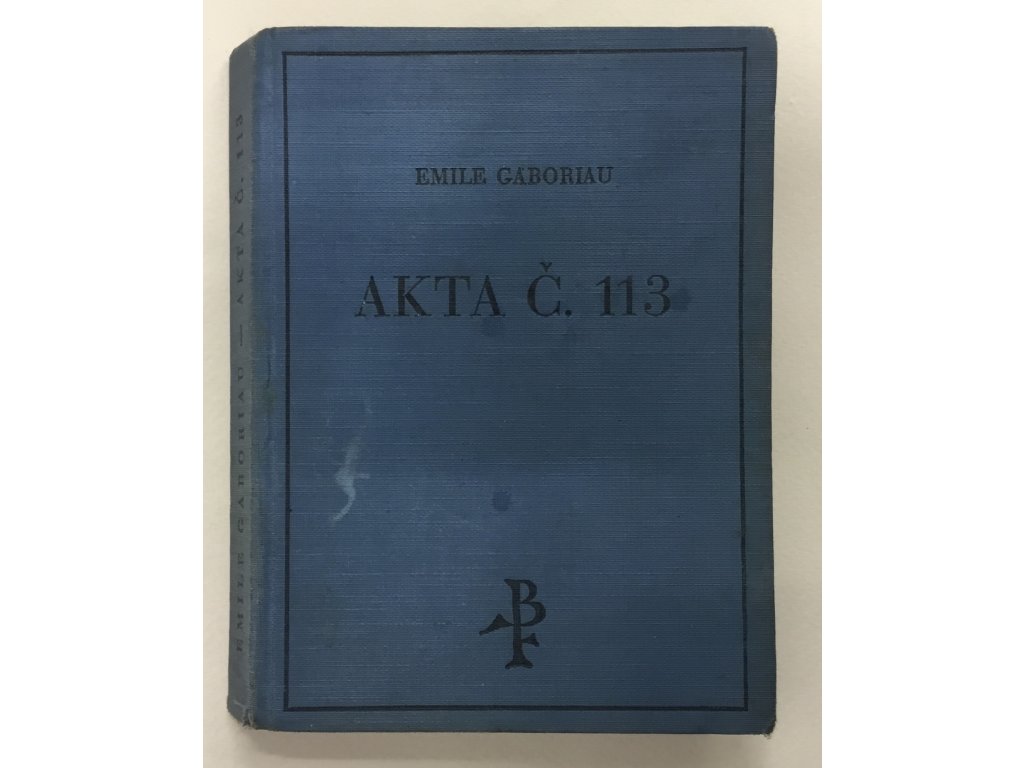 EMILE GABORIAU
AKTA Č. 113
EMILE GABORIAU — AKTA Č. 113